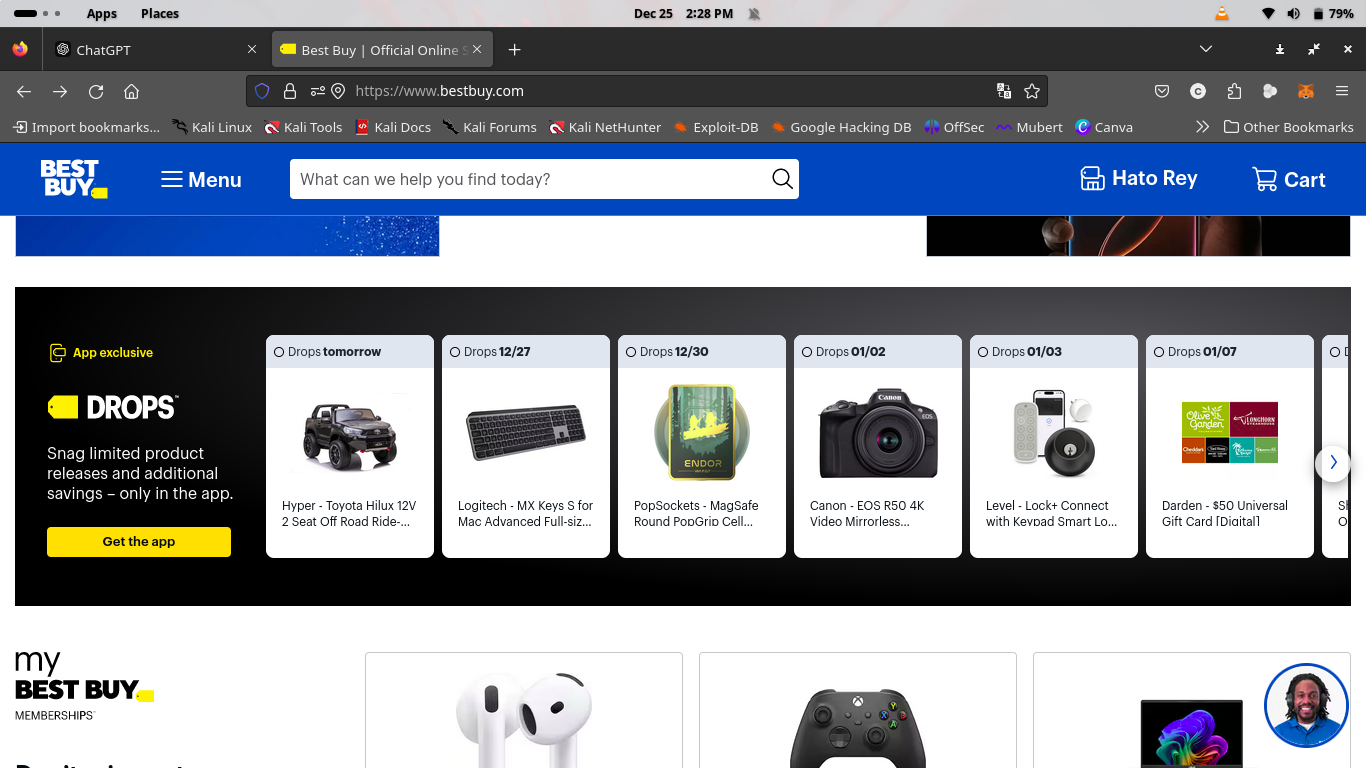 Apps Places Dec 25 2:28 PM 79%
ChatGPT Best Buy | Official Online S
https://www.bestbuy.com
Import bookmarks... Kali Linux Kali Tools Kali Docs Kali Forums Kali NetHunter Exploit-DB Google Hacking DB OffSec Mubert Canva Other Bookmarks
BEST BUY
Menu
What can we help you find today?
Hato Rey
Cart
App exclusive
DROPS™
Snag limited product
releases and additional
savings – only in the app.
Get the app
Drops tomorrow
Hyper - Toyota Hilux 12V
2 Seat Off Road Ride-...
Drops 12/27
Logitech - MX Keys S for
Mac Advanced Full-siz...
Drops 12/30
ENDOR
PopSockets - MagSafe
Round PopGrip Cell...
Drops 01/02
Canon
EOS
Canon - EOS R50 4K
Video Mirrorless...
Drops 01/03
Level - Lock+ Connect
with Keypad Smart Lo...
Drops 01/07
Olive Garden
LONGHORN
STEAKHOUSE
Cheddar's
Darden - $50 Universal
Gift Card [Digital]
my
BEST BUY
MEMBERSHIPS™
Y
X B
A